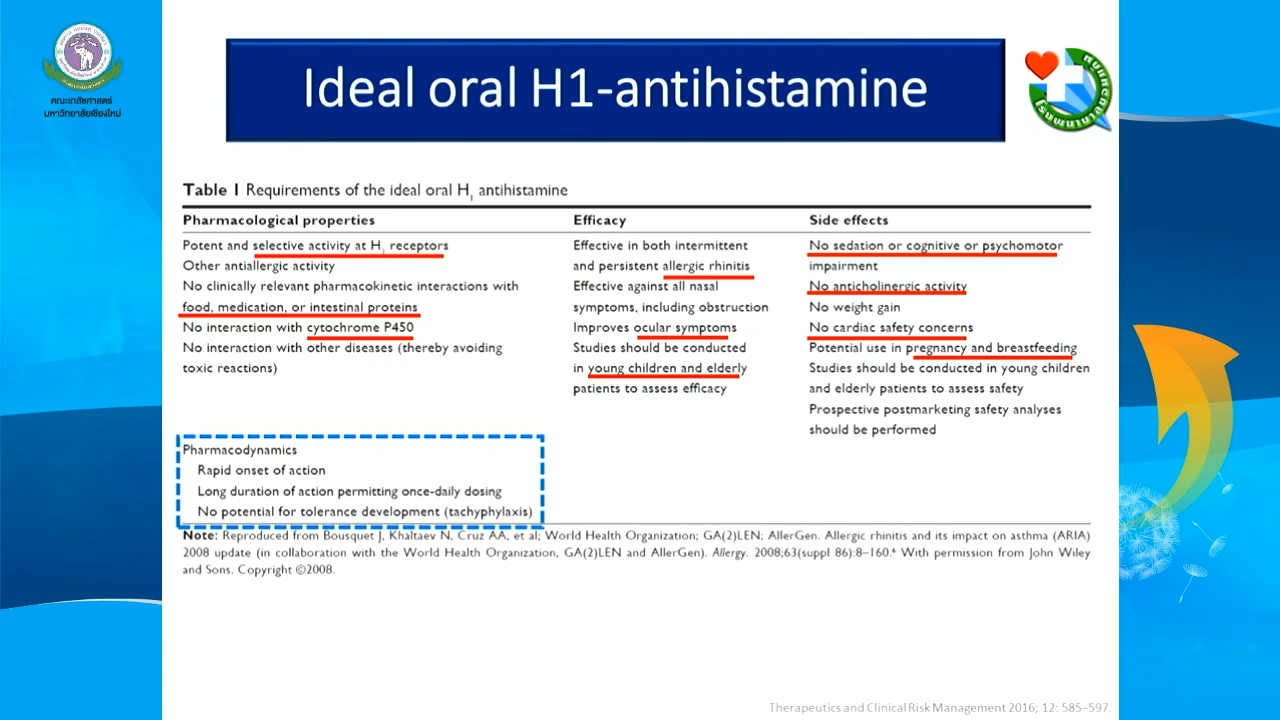 คณะเภสัชศาสตร์
มหาวิทยาลัยเชียงใหม่
Ideal oral H1-antihistamine
Table 1 Requirements of the ideal oral H₁ antihistamine
Pharmacological properties
Potent and selective activity at H₁ receptors
Other antiallergic activity
No clinically relevant pharmacokinetic interactions with
food, medication, or intestinal proteins
No interaction with cytochrome P450
No interaction with other diseases (thereby avoiding
toxic reactions)
Efficacy
Effective in both intermittent
and persistent allergic rhinitis
Effective against all nasal
symptoms, including obstruction
Improves ocular symptoms
Studies should be conducted
in young children and elderly
patients to assess efficacy
Side effects
No sedation or cognitive or psychomotor
impairment
No anticholinergic activity
No weight gain
No cardiac safety concerns
Potential use in pregnancy and breastfeeding
Studies should be conducted in young children
and elderly patients to assess safety
Prospective postmarketing safety analyses
should be performed
Pharmacodynamics
Rapid onset of action
Long duration of action permitting once-daily dosing
No potential for tolerance development (tachyphylaxis)
Note: Reproduced from Bousquet J, Khaltaev N, Cruz AA, et al; World Health Organization; GA(2)LEN; AllerGen. Allergic rhinitis and its impact on asthma (ARIA)
2008 update (in collaboration with the World Health Organization, GA(2)LEN and AllerGen). Allergy. 2008;63(suppl 86):8–160.⁴ With permission from John Wiley
and Sons. Copyright ©2008.
Therapeutics and Clinical Risk Management 2016; 12: 585–597.